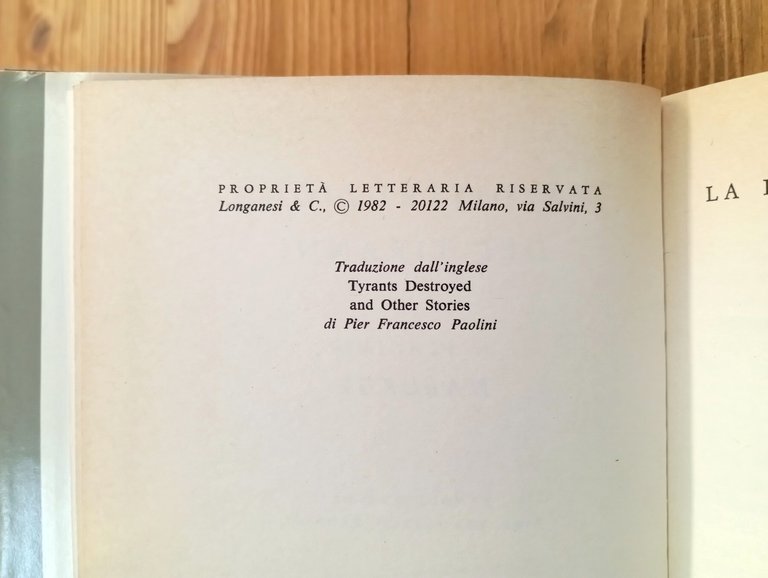 PROPRIETÀ LETTERARIA RISERVATA
Longanesi & C., © 1982 - 20122 Milano, via Salvini, 3
Traduzione dall'inglese
Tyrants Destroyed
and Other Stories
di Pier Francesco Paolini
LA